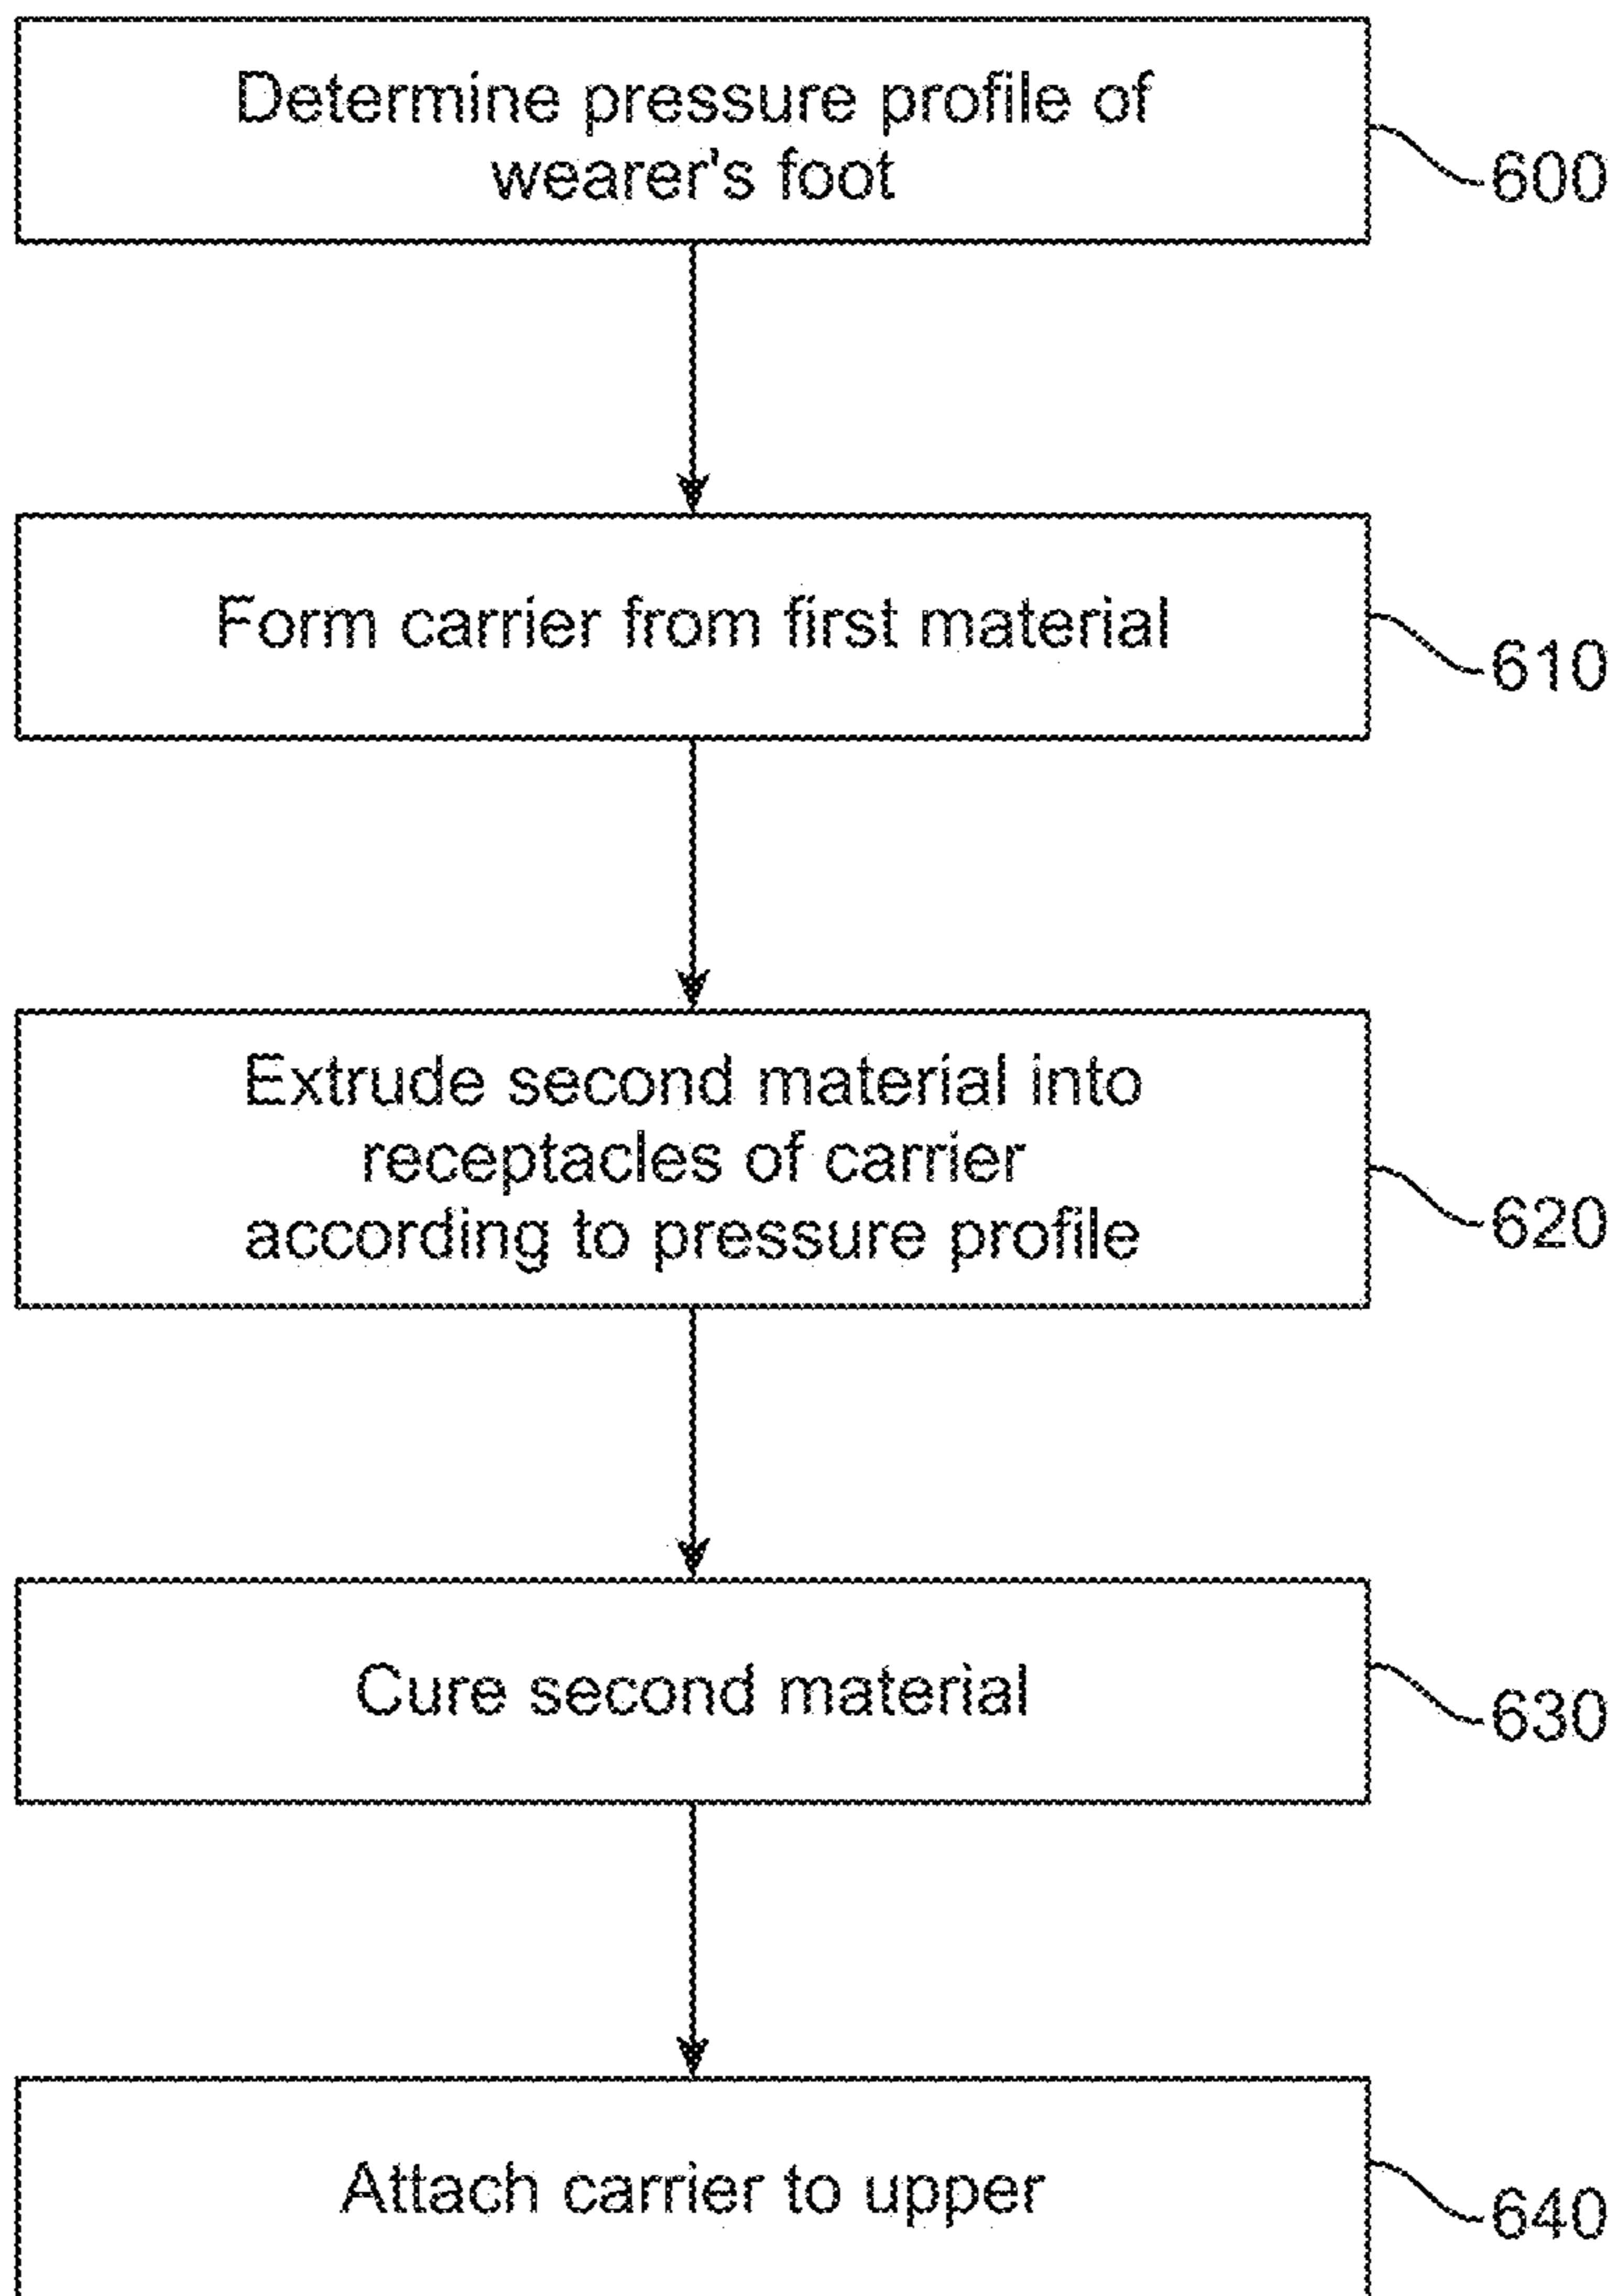 Determine pressure profile of
wearer's foot
600
Form carrier from first material
610
Extrude second material into
receptacles of carrier
according to pressure profile
620
Cure second material
630
Attach carrier to upper
640